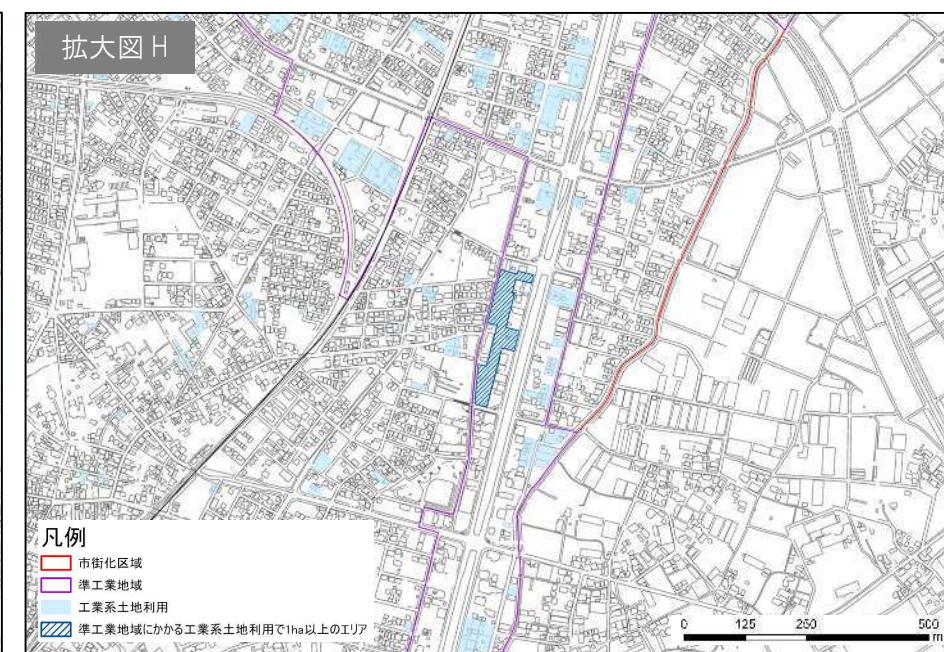 拡大図 H
凡例
市街化区域
準工業地域
工業系土地利用
準工業地域にかかる工業系土地利用で1ha以上のエリア
0 125 250 500
m